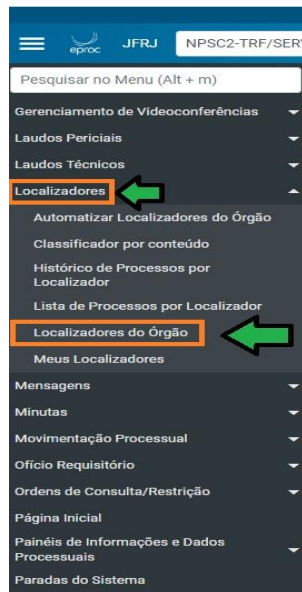 eproc JFRJ NPSC2-TRF/SER
Pesquisar no Menu (Alt + m)
Gerenciamento de Videoconferências
Laudos Periciais
Laudos Técnicos
Localizadores
Automatizar Localizadores do Órgão
Classificador por conteúdo
Histórico de Processos por
Localizador
Lista de Processos por Localizador
Localizadores do Órgão
Meus Localizadores
Mensagens
Minutas
Movimentação Processual
Ofício Requisitório
Ordens de Consulta/Restrição
Página Inicial
Painéis de Informações e Dados
Processuais
Paradas do Sistema